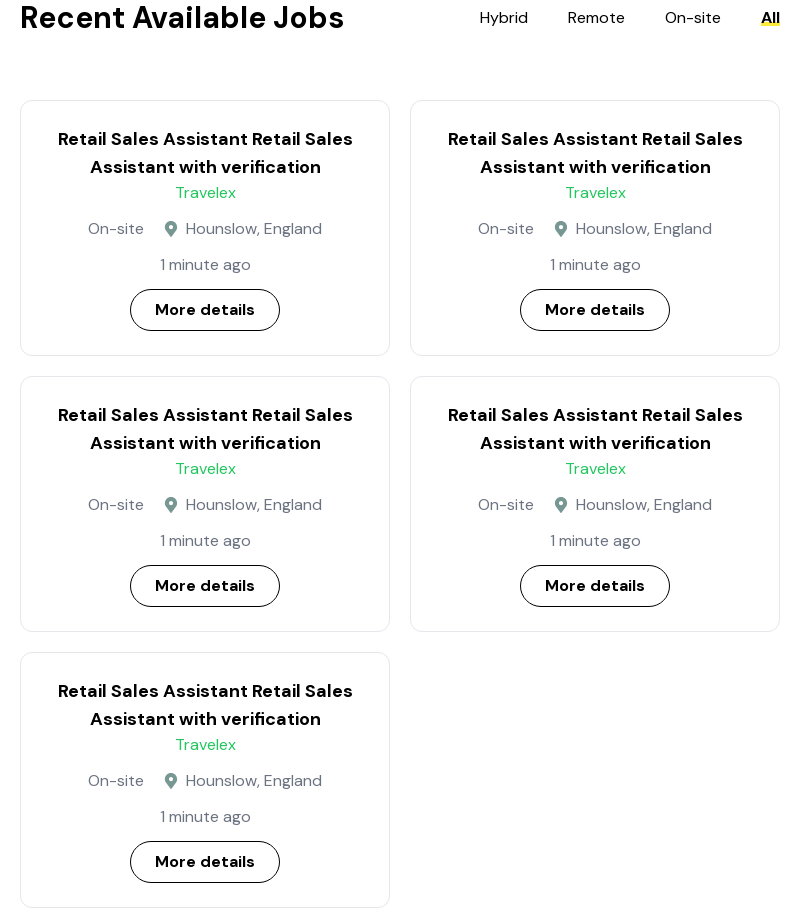 Recent Available Jobs
Hybrid
Remote
On-site
All
Retail Sales Assistant Retail Sales
Assistant with verification
Travelex
On-site
Hounslow, England
1 minute ago
More details
Retail Sales Assistant Retail Sales
Assistant with verification
Travelex
On-site
Hounslow, England
1 minute ago
More details
Retail Sales Assistant Retail Sales
Assistant with verification
Travelex
On-site
Hounslow, England
1 minute ago
More details
Retail Sales Assistant Retail Sales
Assistant with verification
Travelex
On-site
Hounslow, England
1 minute ago
More details
Retail Sales Assistant Retail Sales
Assistant with verification
Travelex
On-site
Hounslow, England
1 minute ago
More details